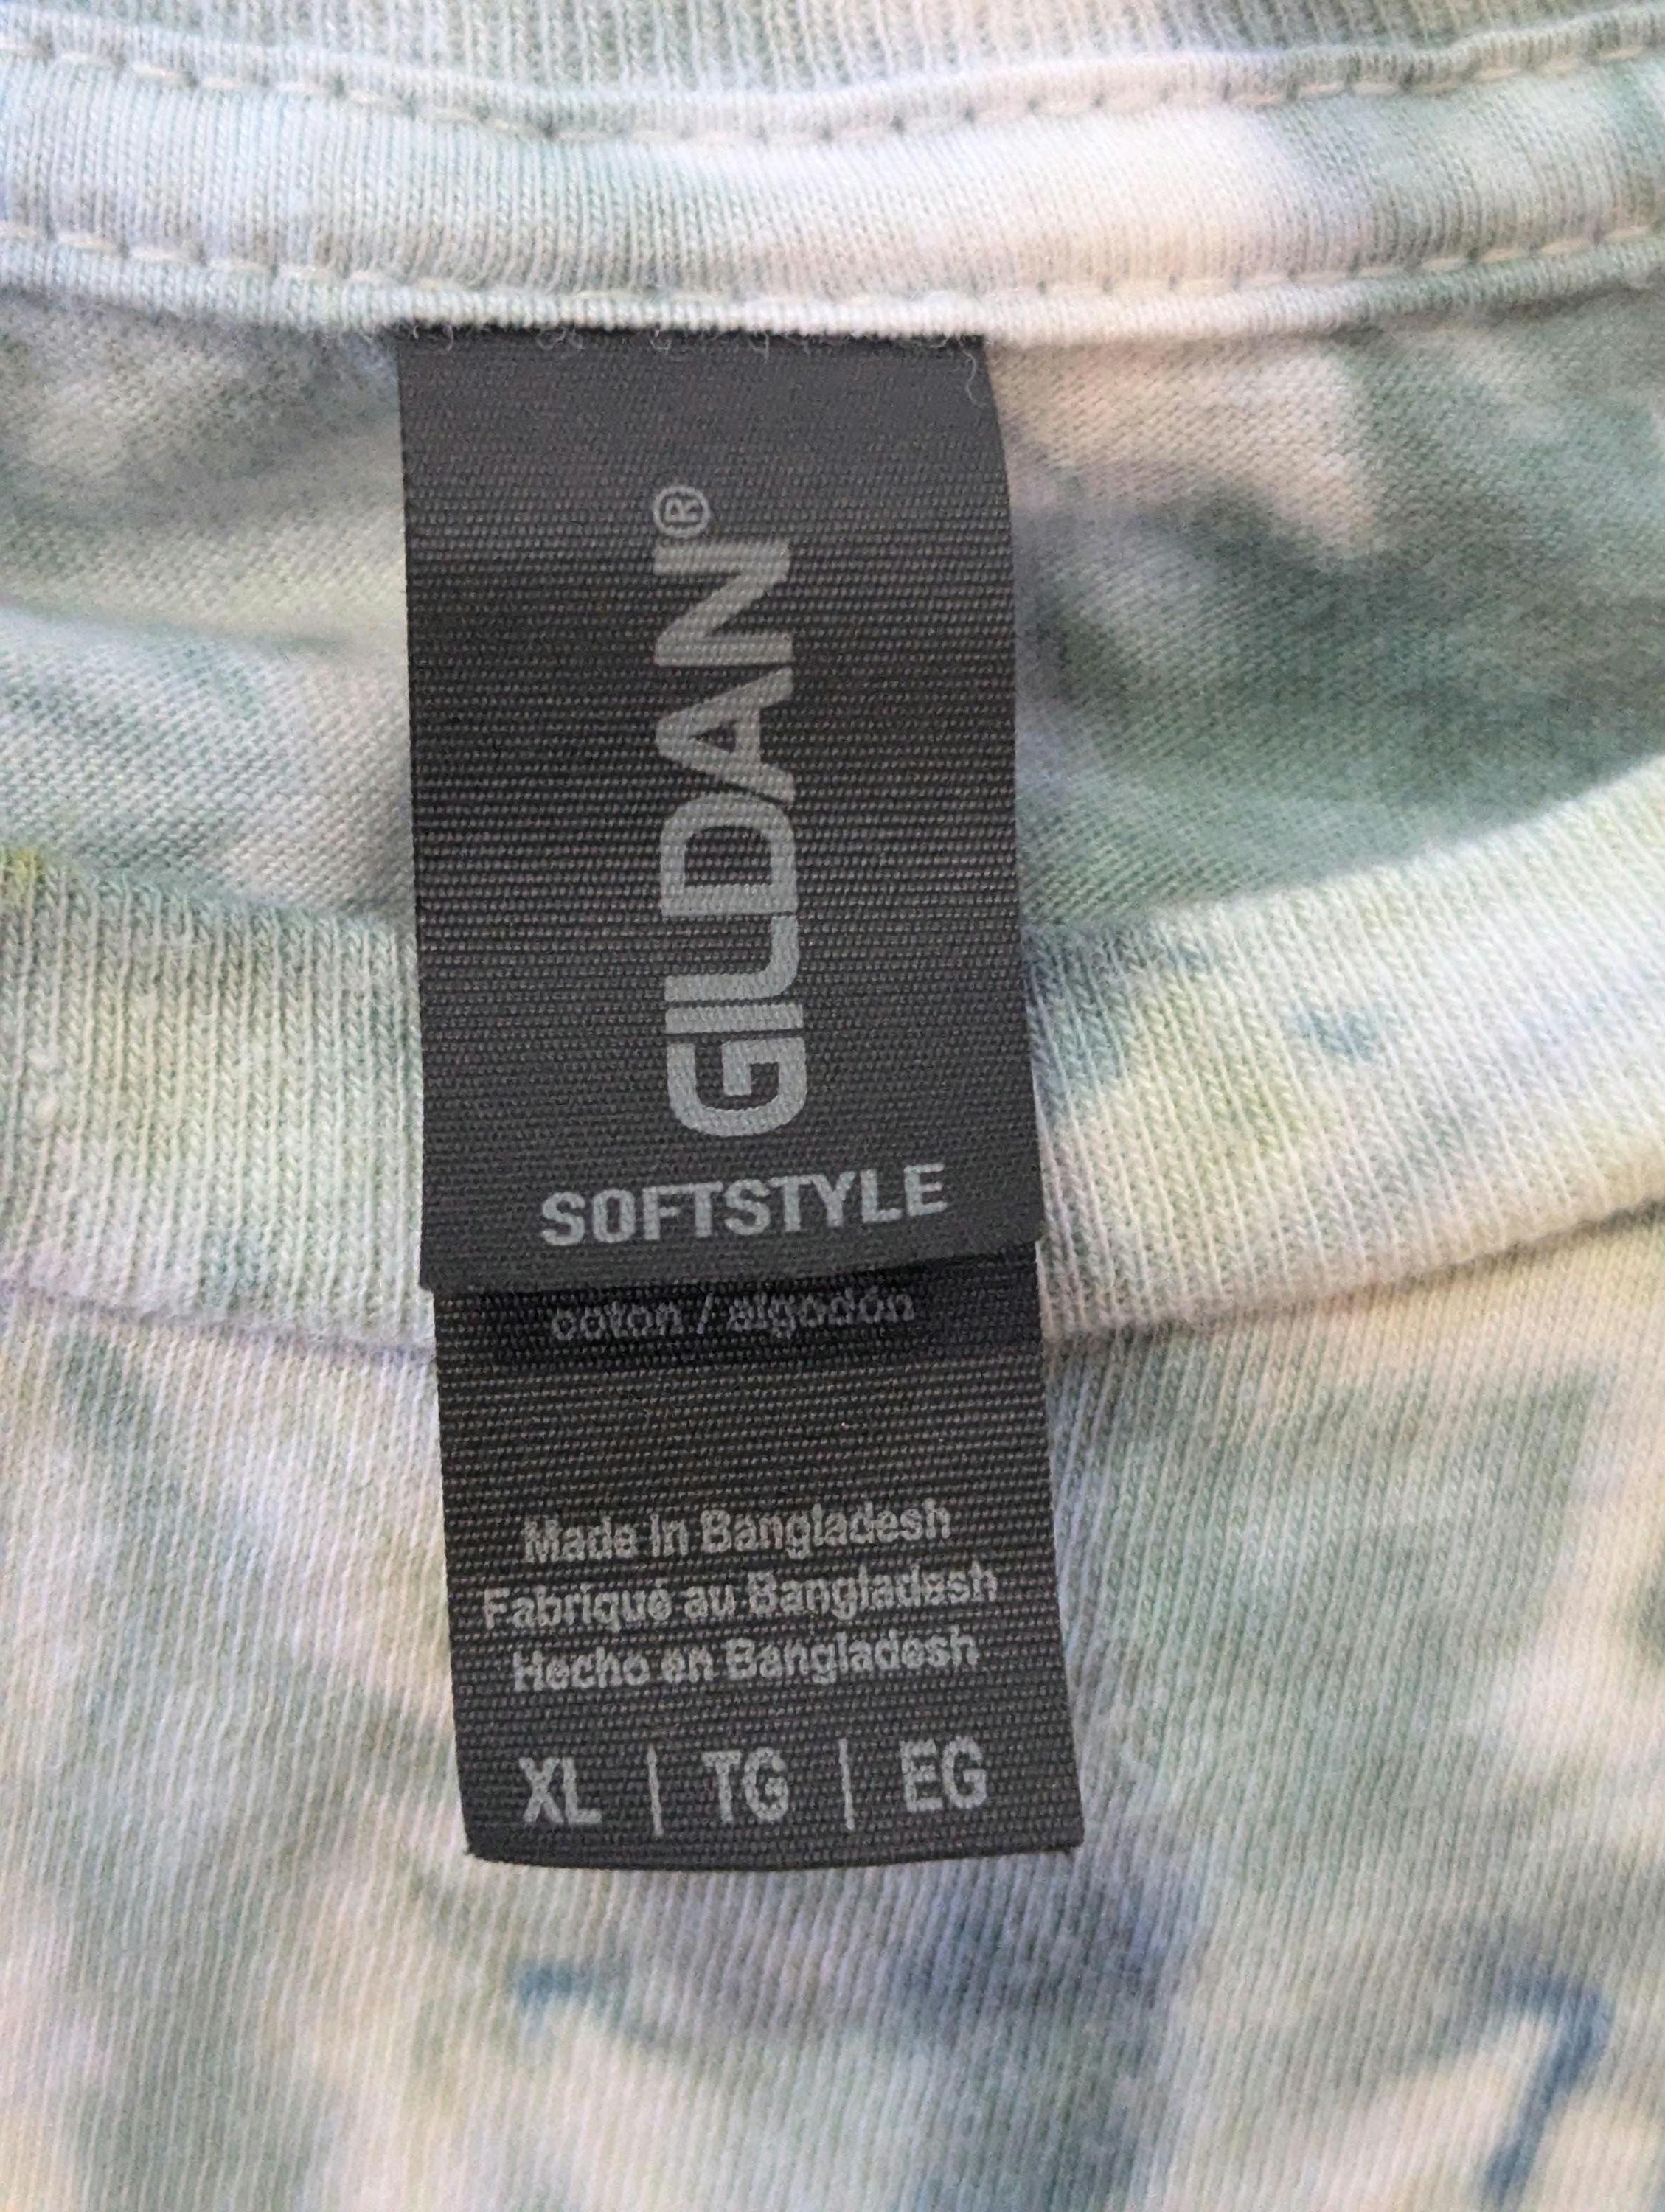 GILDAN®
SOFTSTYLE
coton / algodón
Made in Bangladesh
Fabriqué au Bangladesh
Hecho en Bangladesh
XL | TG | EG